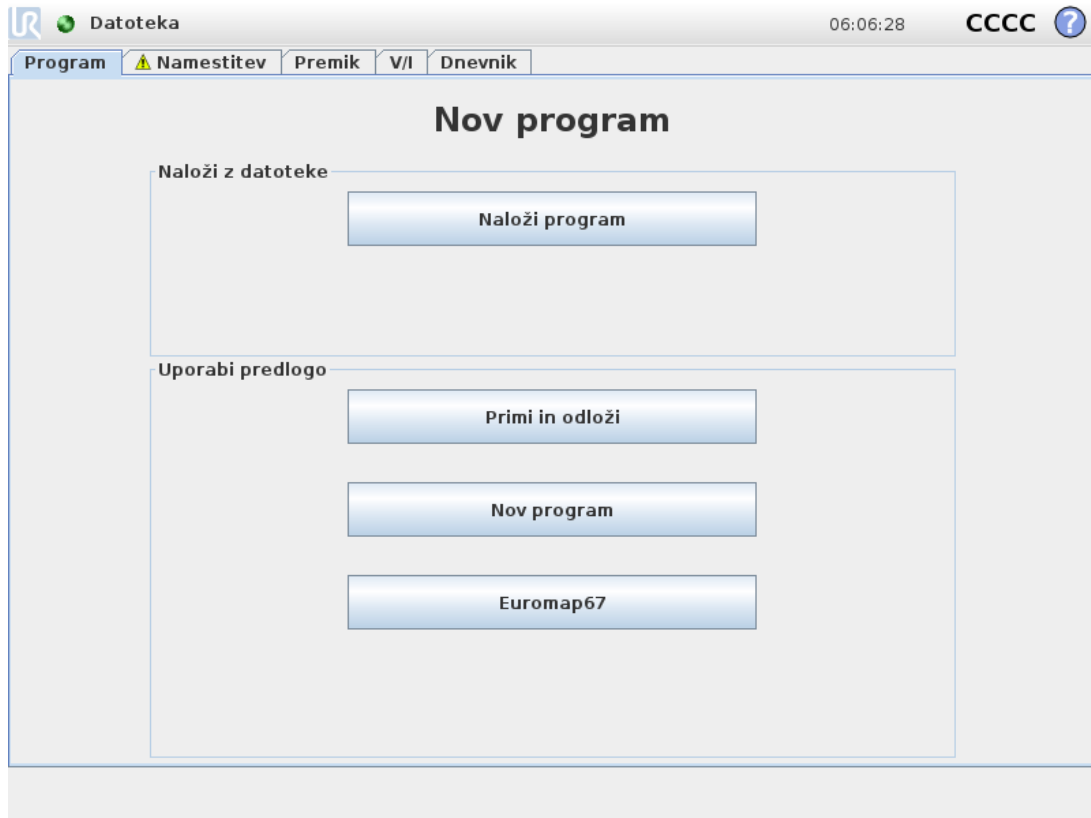 UR Datoteka 06:06:28 CCCC ?
Program Namestitev Premik V/I Dnevnik
Nov program
Naloži z datoteke
Naloži program
Uporabi predlogo
Primi in odloži
Nov program
Euromap67